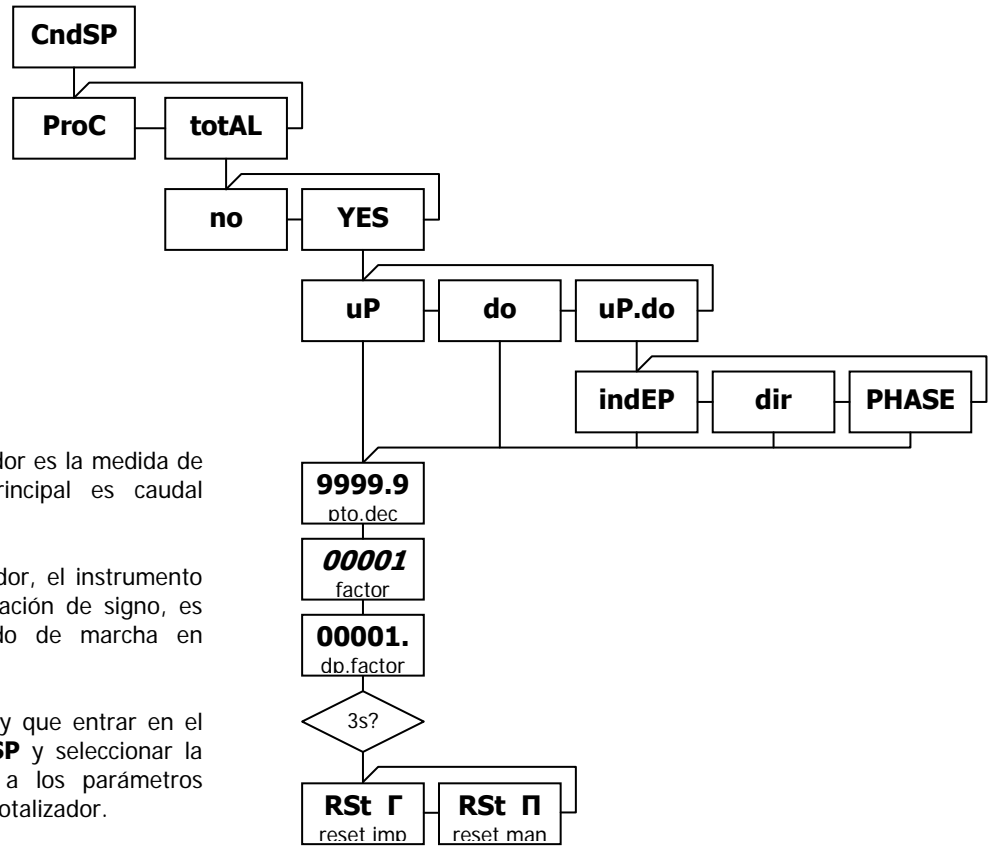 CndSP
ProC totAL
no YES
uP do uP.do
indEP dir PHASE
dor es la medida de
rincipal es caudal
dor, el instrumento
ación de signo, es
do de marcha en
y que entrar en el
SP y seleccionar la
a los parámetros
otalizador.
9999.9
pto.dec
00001
factor
00001.
dp.factor
3s?
RSt Γ RSt Π
reset imp reset man